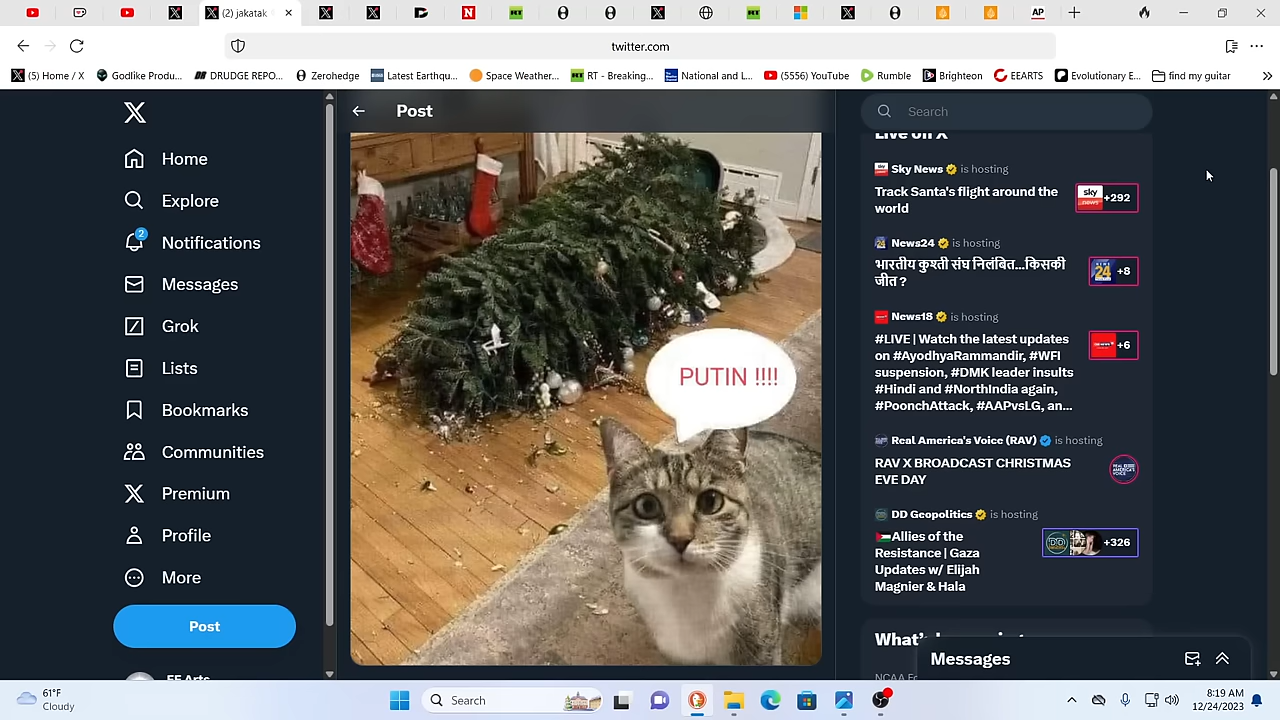 (2) jakatak
twitter.com
(5) Home / X
Godlike Produ...
DRUDGE REPO...
Zerohedge
Latest Earthqu...
Space Weather...
RT - Breaking...
National and L...
(5556) YouTube
Rumble
Brighteon
EEARTS
Evolutionary E...
find my guitar
Home
Explore
2
Notifications
Messages
Grok
Lists
Bookmarks
Communities
Premium
Profile
More
Post
Post
PUTIN !!!!
Search
Live on X
Sky News is hosting
Track Santa's flight around the
world
sky
news
+292
News24 is hosting
भारतीय कुश्ती संघ निलंबित...किसकी
जीत ?
24
+8
News18 is hosting
#LIVE | Watch the latest updates
on #AyodhyaRammandir, #WFI
suspension, #DMK leader insults
#Hindi and #NorthIndia again,
#PoonchAttack, #AAPvsLG, an...
+6
Real America's Voice (RAV) is hosting
RAV X BROADCAST CHRISTMAS
EVE DAY
DD Geopolitics is hosting
Allies of the
Resistance | Gaza
Updates w/ Elijah
Magnier & Hala
+326
Messages
61°F
Cloudy
Search
8:19 AM
12/24/2023